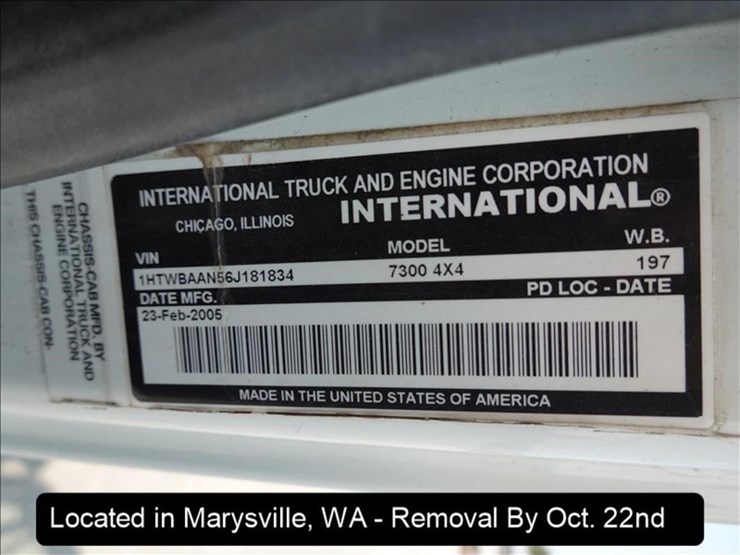 INTERNATIONAL TRUCK AND ENGINE CORPORATION
CHICAGO, ILLINOIS
INTERNATIONAL®
VIN
MODEL
W.B.
1HTWBAAN56J181834
7300 4X4
197
DATE MFG.
PD LOC - DATE
23-Feb-2005
MADE IN THE UNITED STATES OF AMERICA
CHASSIS-CAB MFD. BY
INTERNATIONAL TRUCK AND
ENGINE CORPORATION
THIS CHASSIS-CAB CON-
Located in Marysville, WA - Removal By Oct. 22nd